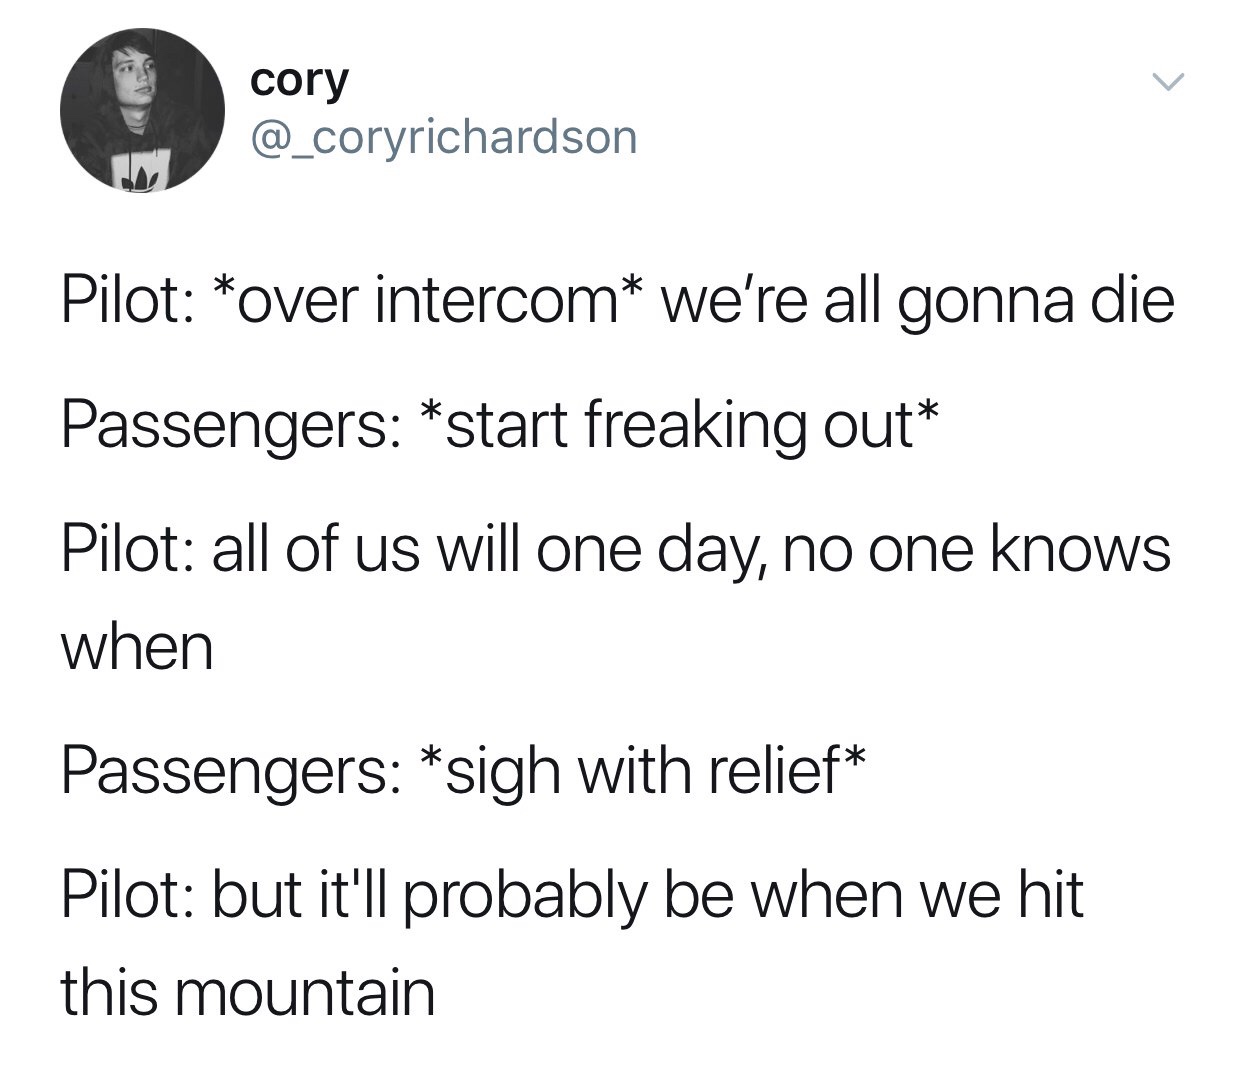 cory
@_coryrichardson
Pilot: *over intercom* we’re all gonna die
Passengers: *start freaking out*
Pilot: all of us will one day, no one knows
when
Passengers: *sigh with relief*
Pilot: but it'll probably be when we hit
this mountain